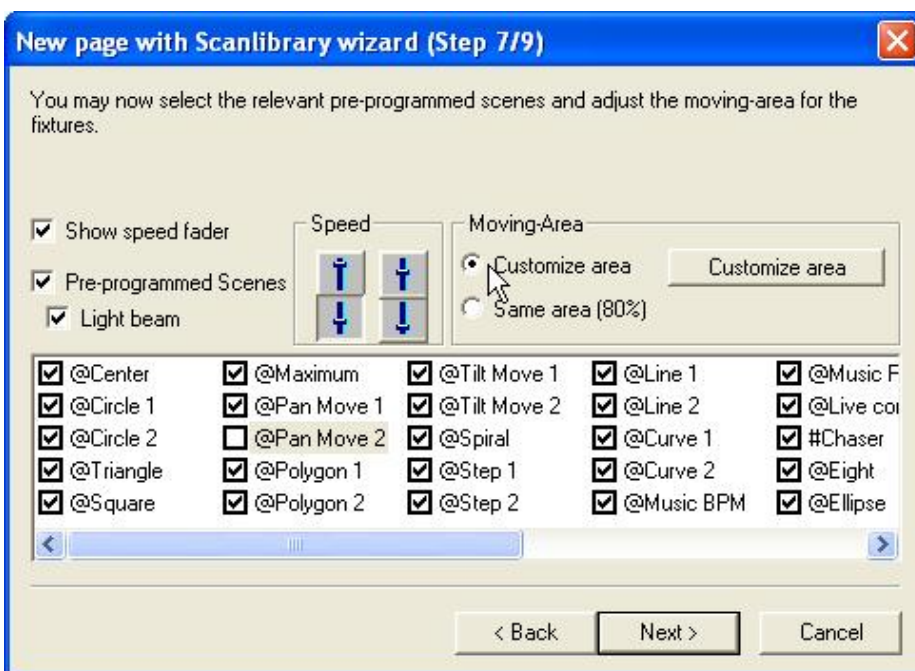 New page with Scanlibrary wizard (Step 7/9)
You may now select the relevant pre-programmed scenes and adjust the moving-area for the
fixtures.
Show speed fader
Pre-programmed Scenes
Light beam
Speed
Moving-Area
Customize area
Customize area
Same area (80%)
@Center @Maximum @Tilt Move 1 @Line 1 @Music F
@Circle 1 @Pan Move 1 @Tilt Move 2 @Line 2 @Live co
@Circle 2 @Pan Move 2 @Spiral @Curve 1 #Chaser
@Triangle @Polygon 1 @Step 1 @Curve 2 @Eight
@Square @Polygon 2 @Step 2 @Music BPM @Ellipse
< Back Next > Cancel